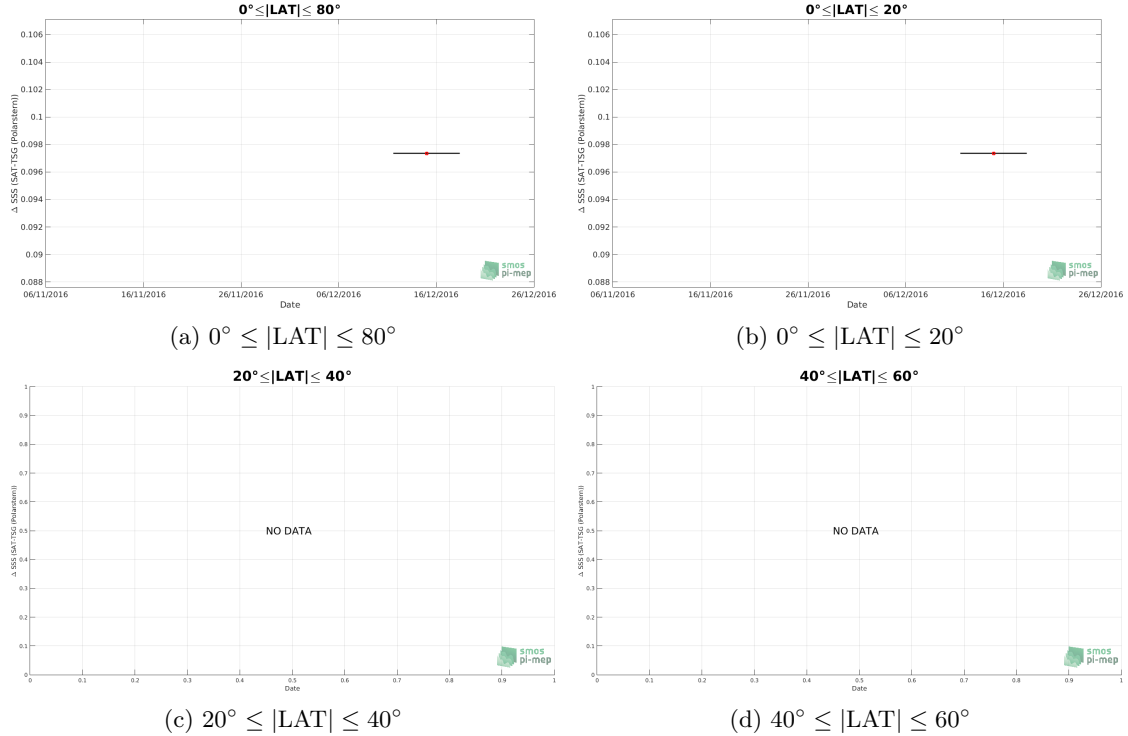 0°≤|LAT|≤ 80°
0.106
0.104
0.102
0.1
0.098
0.096
0.094
0.092
0.09
0.088
Δ SSS (SAT-TSG (Polarstern))
06/11/2016 16/11/2016 26/11/2016 06/12/2016 16/12/2016 26/12/2016
Date
smos
pi-mep
(a) 0° ≤ |LAT| ≤ 80°
0°≤|LAT|≤ 20°
0.106
0.104
0.102
0.1
0.098
0.096
0.094
0.092
0.09
0.088
Δ SSS (SAT-TSG (Polarstern))
06/11/2016 16/11/2016 26/11/2016 06/12/2016 16/12/2016 26/12/2016
Date
smos
pi-mep
(b) 0° ≤ |LAT| ≤ 20°
20°≤|LAT|≤ 40°
1
0.9
0.8
0.7
0.6
0.5
0.4
0.3
0.2
0.1
0
Δ SSS (SAT-TSG (Polarstern))
NO DATA
0 0.1 0.2 0.3 0.4 0.5 0.6 0.7 0.8 0.9 1
Date
smos
pi-mep
(c) 20° ≤ |LAT| ≤ 40°
40°≤|LAT|≤ 60°
1
0.9
0.8
0.7
0.6
0.5
0.4
0.3
0.2
0.1
0
Δ SSS (SAT-TSG (Polarstern))
NO DATA
0 0.1 0.2 0.3 0.4 0.5 0.6 0.7 0.8 0.9 1
Date
smos
pi-mep
(d) 40° ≤ |LAT| ≤ 60°